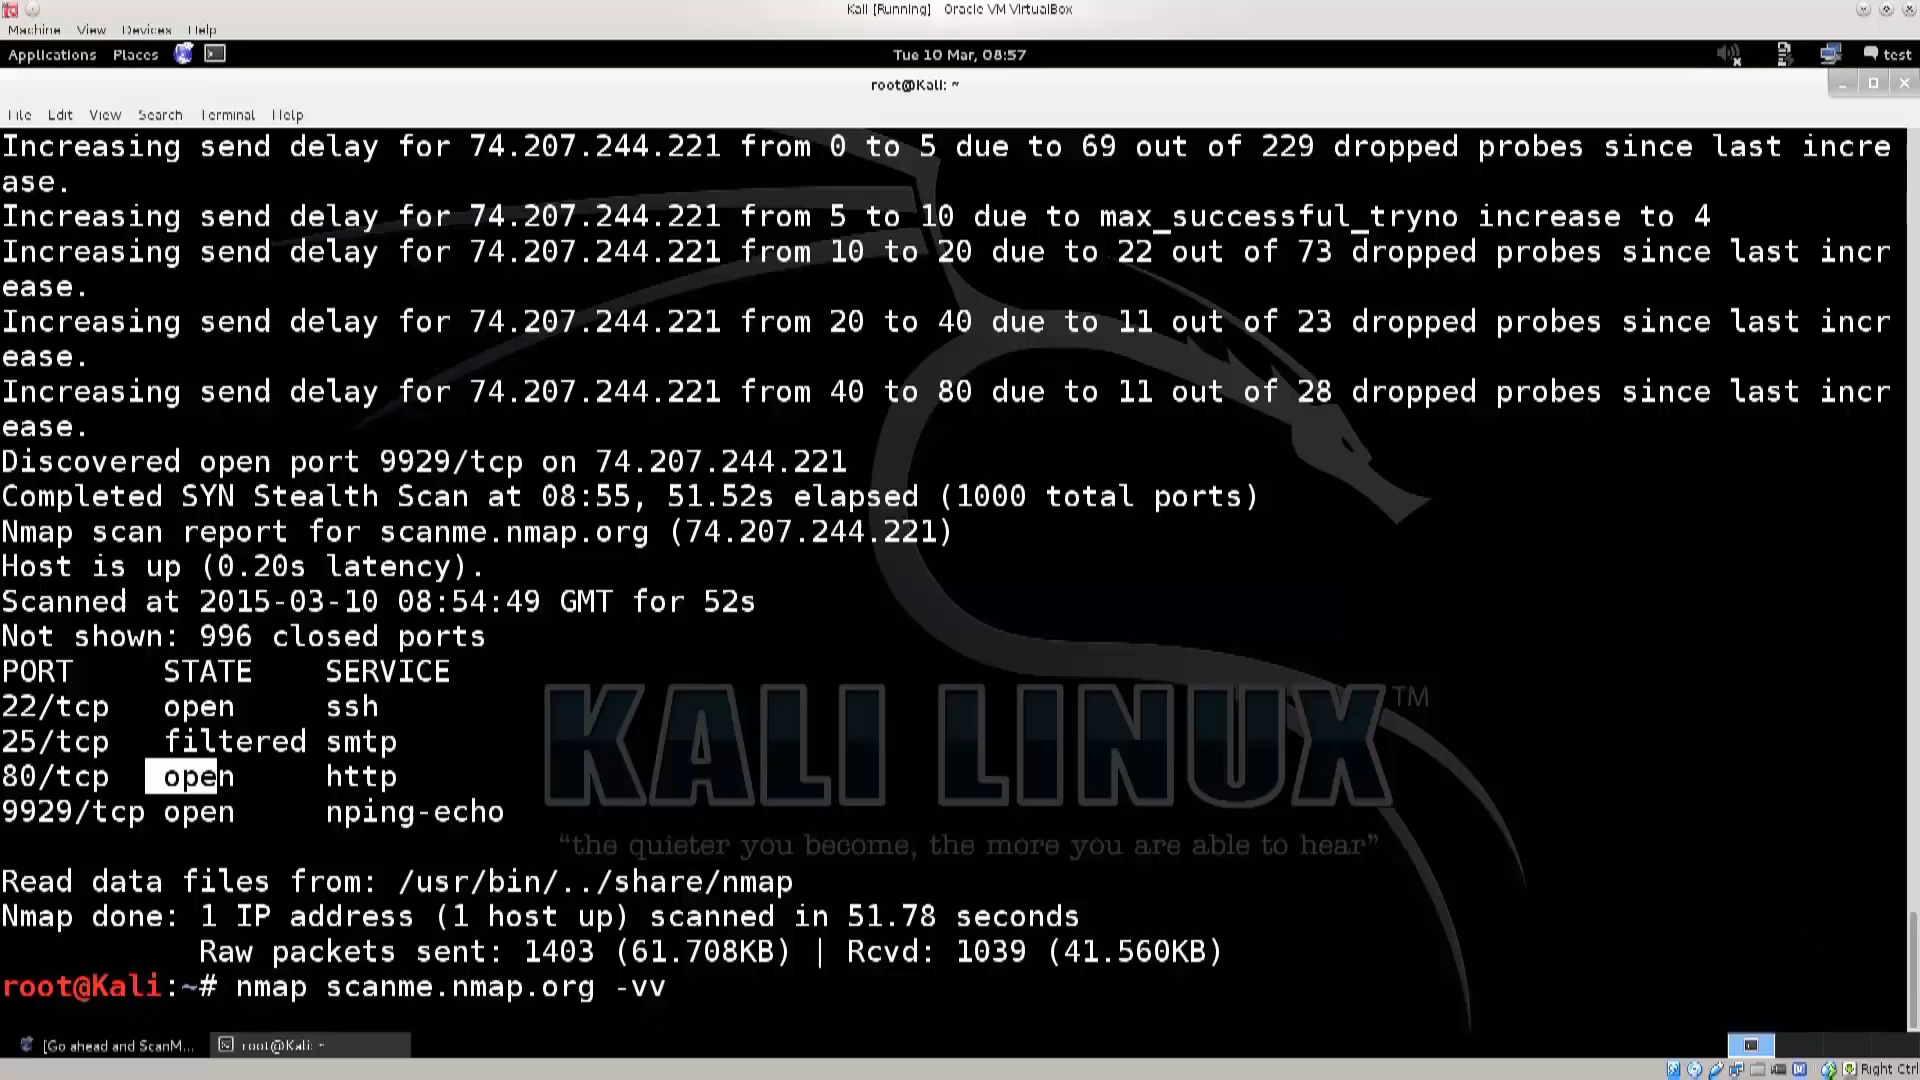 Kali [Running] Oracle VM VirtualBox
Machine View Devices Help
Applications Places Tue 10 Mar, 08:57 test
root@Kali: ~
File Edit View Search Terminal Help
Increasing send delay for 74.207.244.221 from 0 to 5 due to 69 out of 229 dropped probes since last incre
ase.
Increasing send delay for 74.207.244.221 from 5 to 10 due to max_successful_tryno increase to 4
Increasing send delay for 74.207.244.221 from 10 to 20 due to 22 out of 73 dropped probes since last incr
ease.
Increasing send delay for 74.207.244.221 from 20 to 40 due to 11 out of 23 dropped probes since last incr
ease.
Increasing send delay for 74.207.244.221 from 40 to 80 due to 11 out of 28 dropped probes since last incr
ease.
Discovered open port 9929/tcp on 74.207.244.221
Completed SYN Stealth Scan at 08:55, 51.52s elapsed (1000 total ports)
Nmap scan report for scanme.nmap.org (74.207.244.221)
Host is up (0.20s latency).
Scanned at 2015-03-10 08:54:49 GMT for 52s
Not shown: 996 closed ports
PORT STATE SERVICE
22/tcp open ssh
25/tcp filtered smtp
80/tcp open http
9929/tcp open nping-echo
KALI LINUX™
“the quieter you become, the more you are able to hear”
Read data files from: /usr/bin/../share/nmap
Nmap done: 1 IP address (1 host up) scanned in 51.78 seconds
Raw packets sent: 1403 (61.708KB) | Rcvd: 1039 (41.560KB)
root@Kali:~# nmap scanme.nmap.org -vv
[Go ahead and ScanM... root@Kali: ~
Right Ctrl